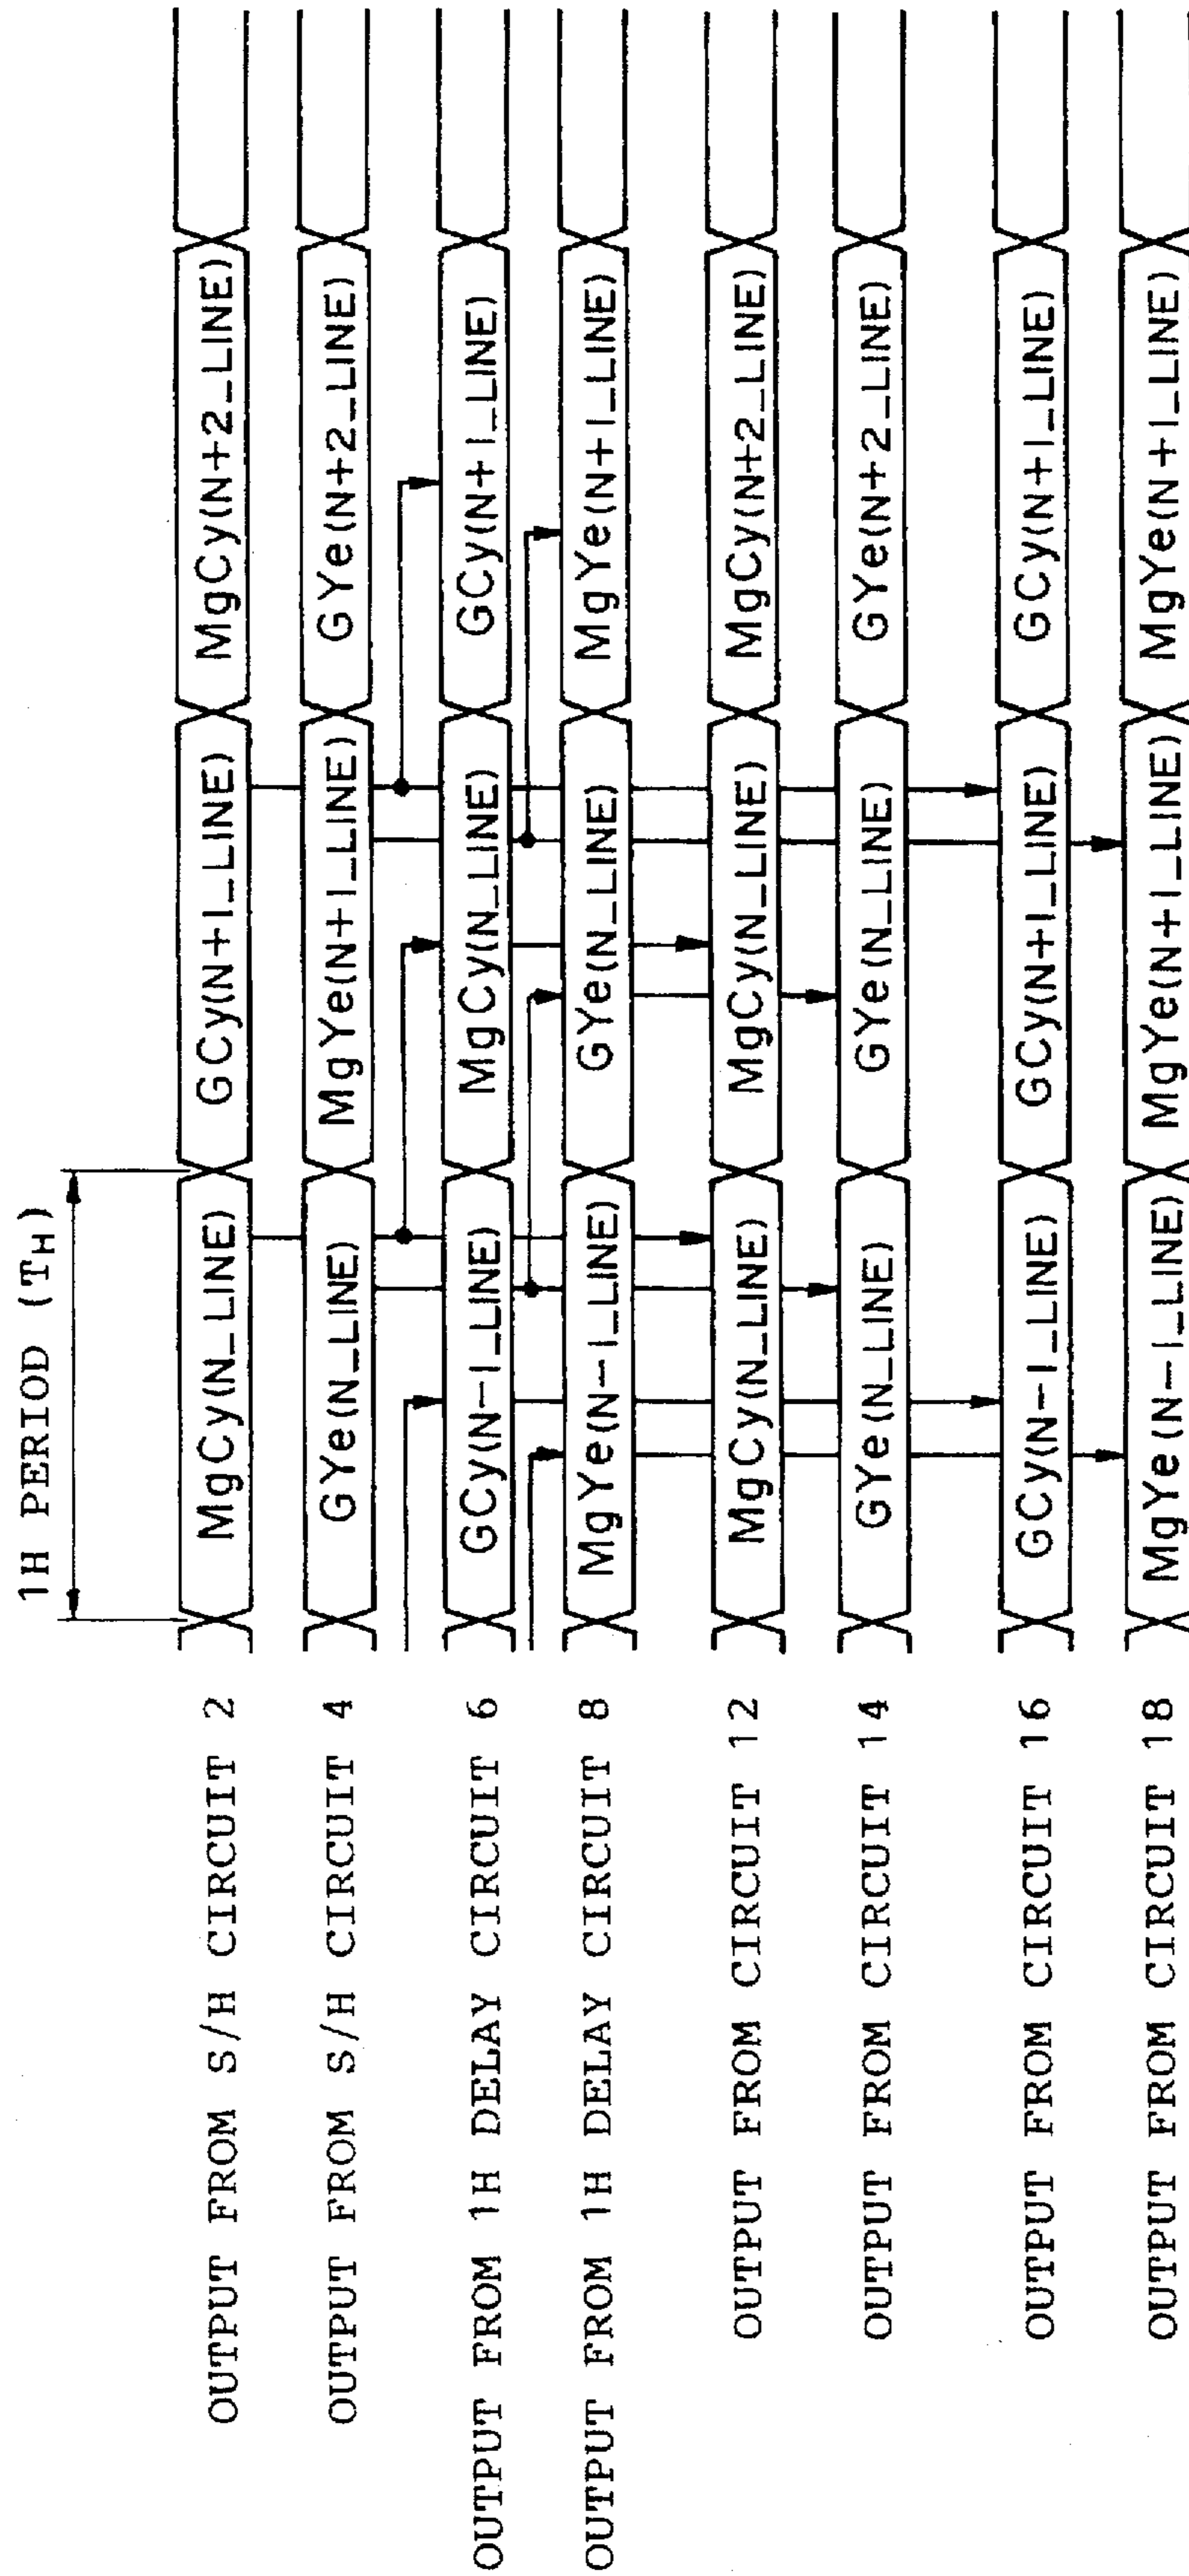 1H PERIOD (TH)
OUTPUT FROM S/H CIRCUIT 2 MgCy(N_LINE) GCy(N+1_LINE) MgCy(N+2_LINE)
OUTPUT FROM S/H CIRCUIT 4 GYe(N_LINE) MgYe(N+1_LINE) GYe(N+2_LINE)
OUTPUT FROM 1H DELAY CIRCUIT 6 GCy(N-1_LINE) MgCy(N_LINE) GCy(N+1_LINE)
OUTPUT FROM 1H DELAY CIRCUIT 8 MgYe(N-1_LINE) GYe(N_LINE) MgYe(N+1_LINE)
OUTPUT FROM CIRCUIT 12 MgCy(N_LINE) MgCy(N_LINE) MgCy(N+2_LINE)
OUTPUT FROM CIRCUIT 14 GYe(N_LINE) GYe(N_LINE) GYe(N+2_LINE)
OUTPUT FROM CIRCUIT 16 GCy(N-1_LINE) GCy(N+1_LINE) GCy(N+1_LINE)
OUTPUT FROM CIRCUIT 18 MgYe(N-1_LINE) MgYe(N+1_LINE) MgYe(N+1_LINE)